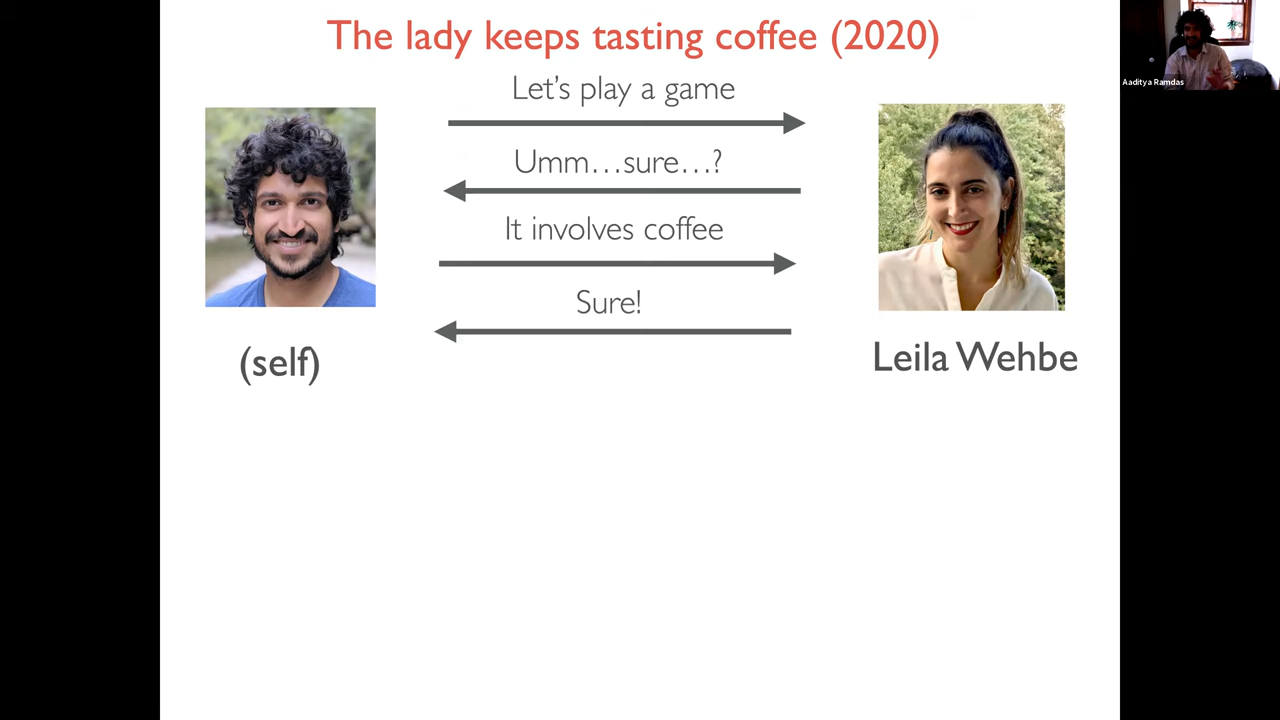 The lady keeps tasting coffee (2020)
Aaditya Ramdas
Let's play a game
Umm…sure…?
It involves coffee
Sure!
(self)
Leila Wehbe